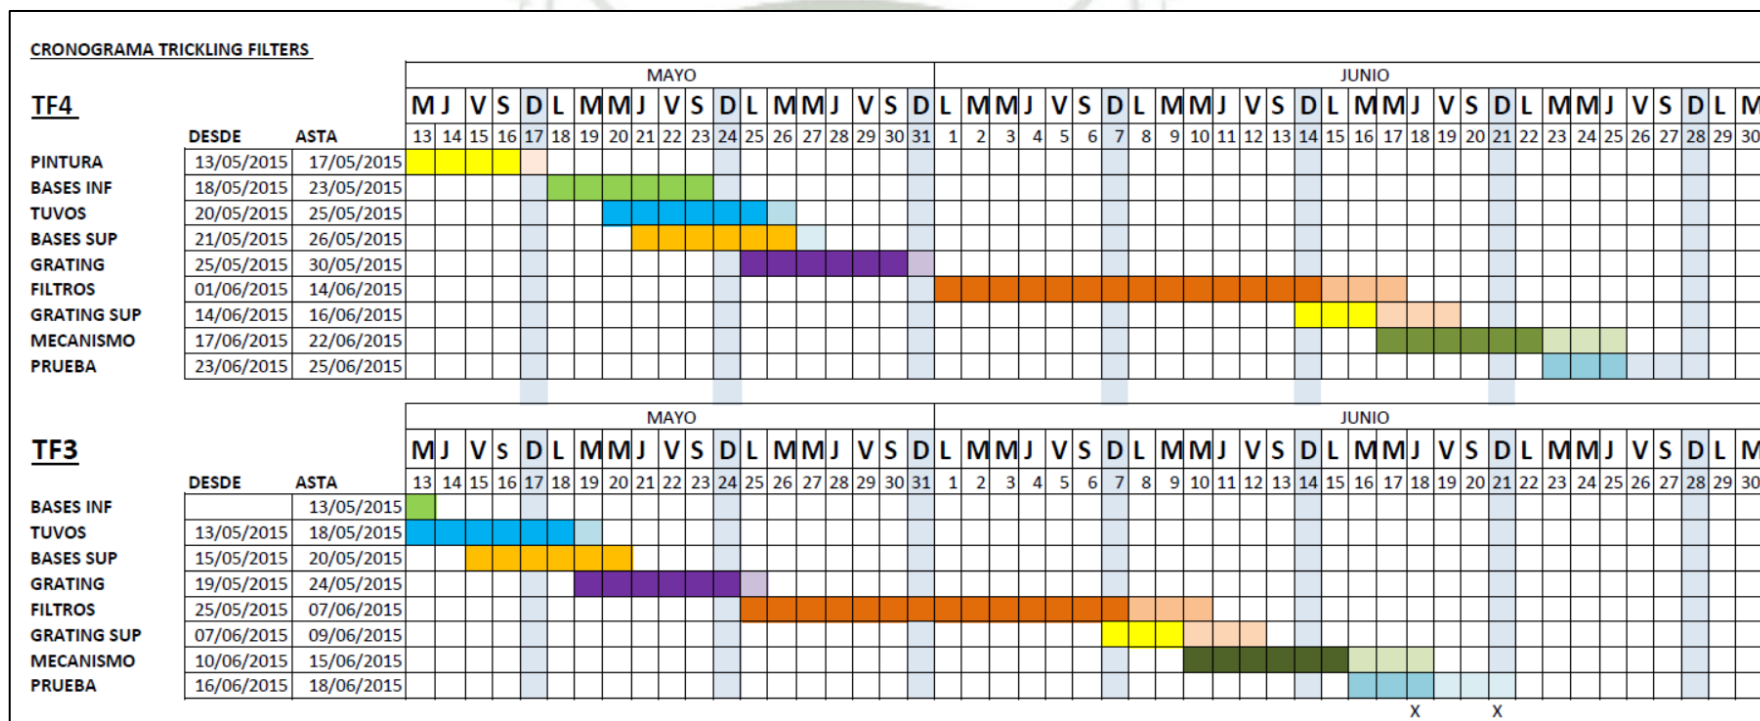 CRONOGRAMA TRICKLING FILTERS
MAYO JUNIO
TF4 M J V S D L M M J V S D L M M J V S D L M M J V S D L M M J V S D L M M J V S D L M M J V S D L M
DESDE ASTA 13 14 15 16 17 18 19 20 21 22 23 24 25 26 27 28 29 30 31 1 2 3 4 5 6 7 8 9 10 11 12 13 14 15 16 17 18 19 20 21 22 23 24 25 26 27 28 29 30
PINTURA 13/05/2015 17/05/2015
BASES INF 18/05/2015 23/05/2015
TUVOS 20/05/2015 25/05/2015
BASES SUP 21/05/2015 26/05/2015
GRATING 25/05/2015 30/05/2015
FILTROS 01/06/2015 14/06/2015
GRATING SUP 14/06/2015 16/06/2015
MECANISMO 17/06/2015 22/06/2015
PRUEBA 23/06/2015 25/06/2015
MAYO JUNIO
TF3 M J V s D L M M J V S D L M M J V S D L M M J V S D L M M J V S D L M M J V S D L M M J V S D L M
DESDE ASTA 13 14 15 16 17 18 19 20 21 22 23 24 25 26 27 28 29 30 31 1 2 3 4 5 6 7 8 9 10 11 12 13 14 15 16 17 18 19 20 21 22 23 24 25 26 27 28 29 30
BASES INF 13/05/2015
TUVOS 13/05/2015 18/05/2015
BASES SUP 15/05/2015 20/05/2015
GRATING 19/05/2015 24/05/2015
FILTROS 25/05/2015 07/06/2015
GRATING SUP 07/06/2015 09/06/2015
MECANISMO 10/06/2015 15/06/2015
PRUEBA 16/06/2015 18/06/2015
X X